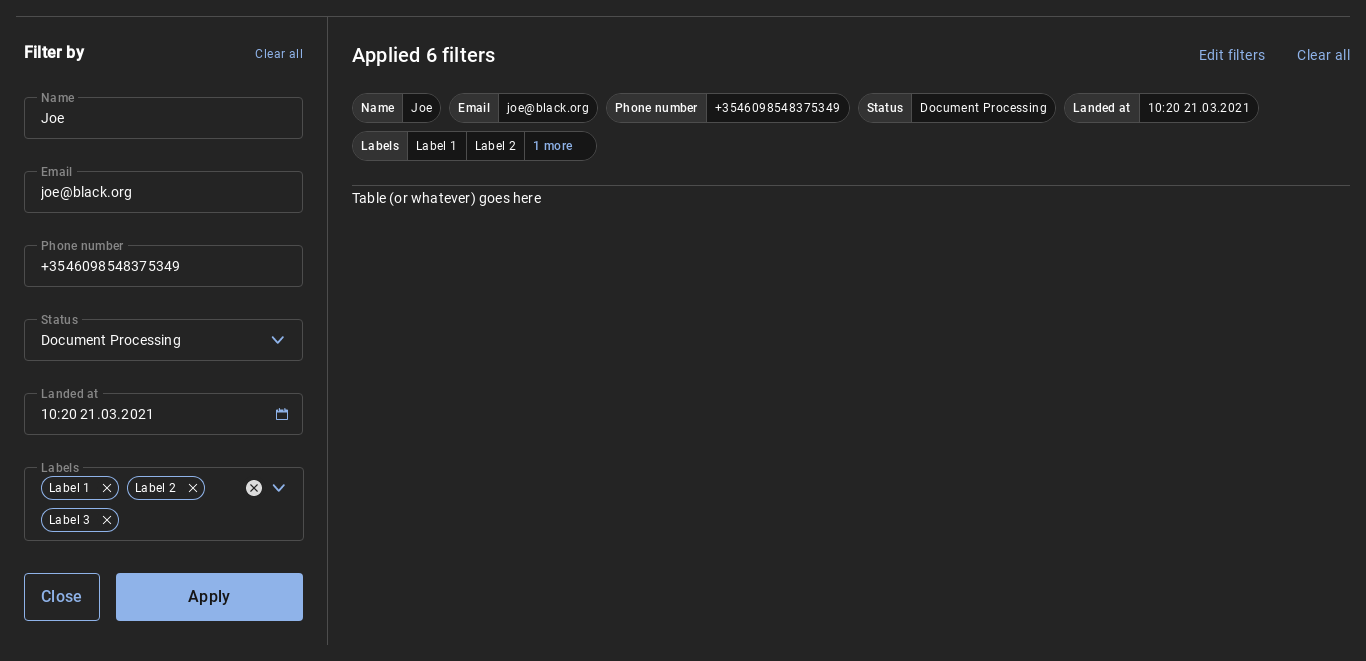 Filter by
Clear all
Name
Joe
Email
joe@black.org
Phone number
+3546098548375349
Status
Document Processing
Landed at
10:20 21.03.2021
Labels
Label 1
Label 2
Label 3
Close
Apply
Applied 6 filters
Edit filters
Clear all
Name Joe
Email joe@black.org
Phone number +3546098548375349
Status Document Processing
Landed at 10:20 21.03.2021
Labels Label 1 Label 2 1 more
Table (or whatever) goes here